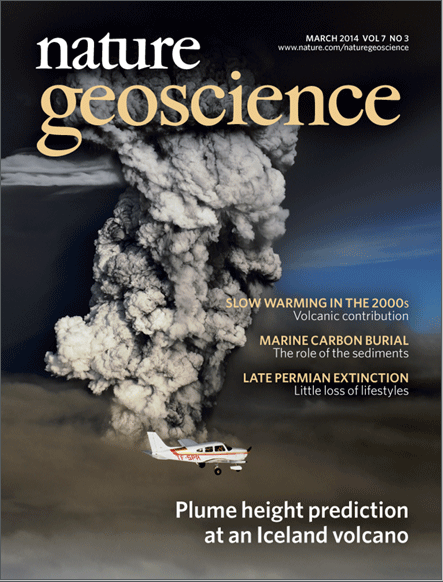 nature
MARCH 2014 VOL 7 NO 3
www.nature.com/naturegeoscience
geoscience
SLOW WARMING IN THE 2000s
Volcanic contribution
MARINE CARBON BURIAL
The role of the sediments
LATE PERMIAN EXTINCTION
Little loss of lifestyles
TF-SPR
Plume height prediction
at an Iceland volcano